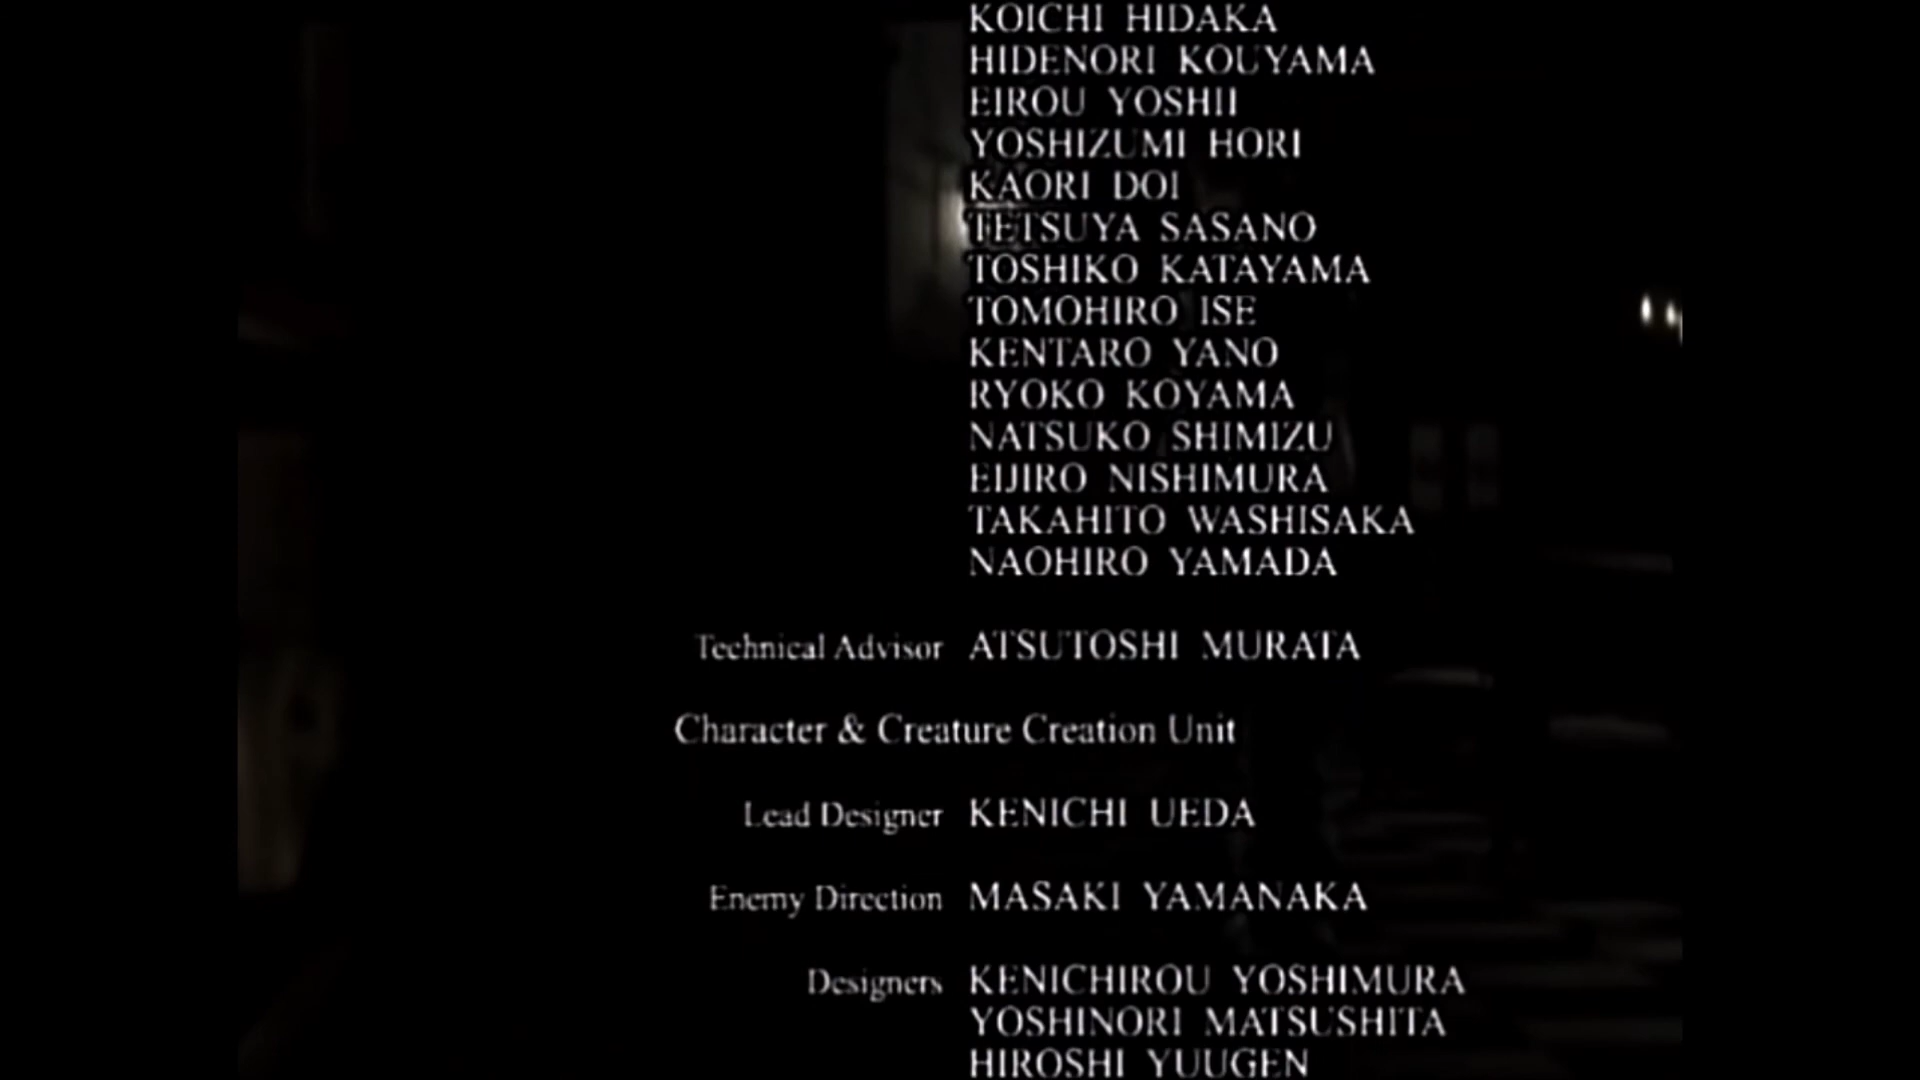 KOICHI HIDAKA
HIDENORI KOUYAMA
EIROU YOSHII
YOSHIZUMI HORI
KAORI DOI
TETSUYA SASANO
TOSHIKO KATAYAMA
TOMOHIRO ISE
KENTARO YANO
RYOKO KOYAMA
NATSUKO SHIMIZU
EIJIRO NISHIMURA
TAKAHITO WASHISAKA
NAOHIRO YAMADA
Technical Advisor ATSUTOSHI MURATA
Character & Creature Creation Unit
Lead Designer KENICHI UEDA
Enemy Direction MASAKI YAMANAKA
Designers KENICHIROU YOSHIMURA
YOSHINORI MATSUSHITA
HIROSHI YUUGEN